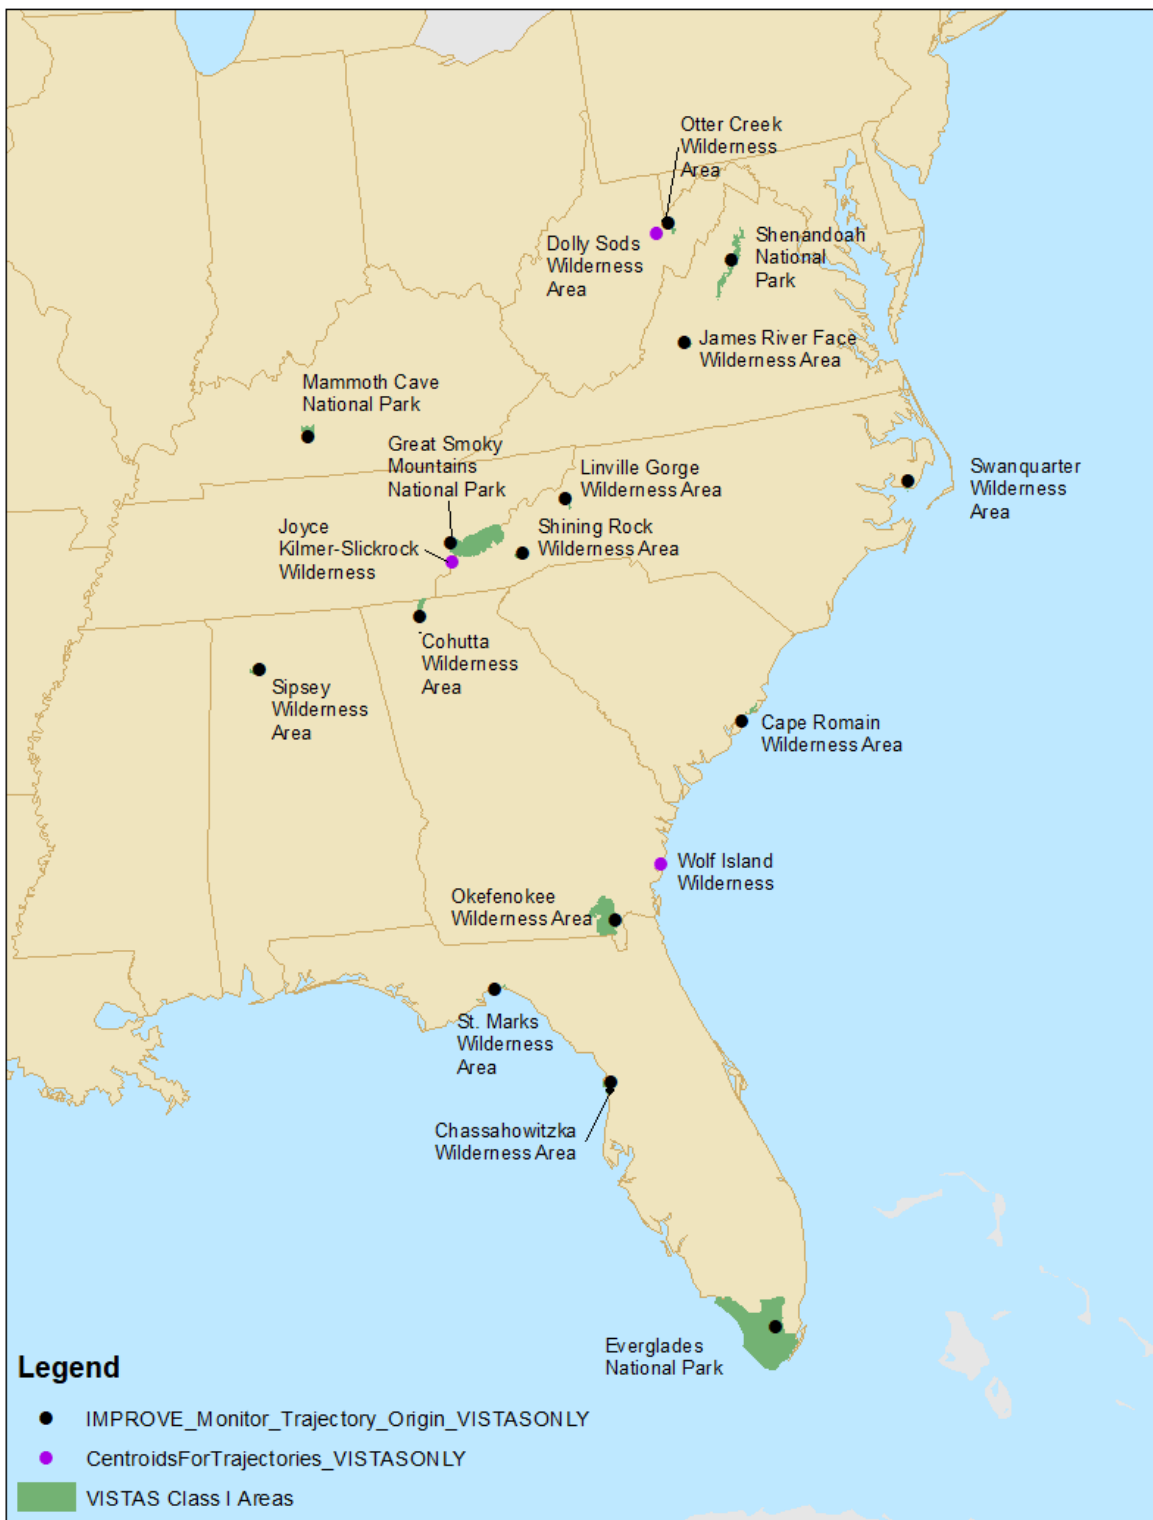 Otter Creek
Wilderness
Area
Dolly Sods
Wilderness
Area
Shenandoah
National
Park
James River Face
Wilderness Area
Mammoth Cave
National Park
Great Smoky
Mountains
National Park
Linville Gorge
Wilderness Area
Swanquarter
Wilderness
Area
Joyce
Kilmer-Slickrock
Wilderness
Shining Rock
Wilderness Area
Cohutta
Wilderness
Area
Sipsey
Wilderness
Area
Cape Romain
Wilderness Area
Wolf Island
Wilderness
Okefenokee
Wilderness Area
St. Marks
Wilderness
Area
Chassahowitzka
Wilderness Area
Everglades
National Park
Legend
IMPROVE_Monitor_Trajectory_Origin_VISTASONLY
CentroidsForTrajectories_VISTASONLY
VISTAS Class I Areas